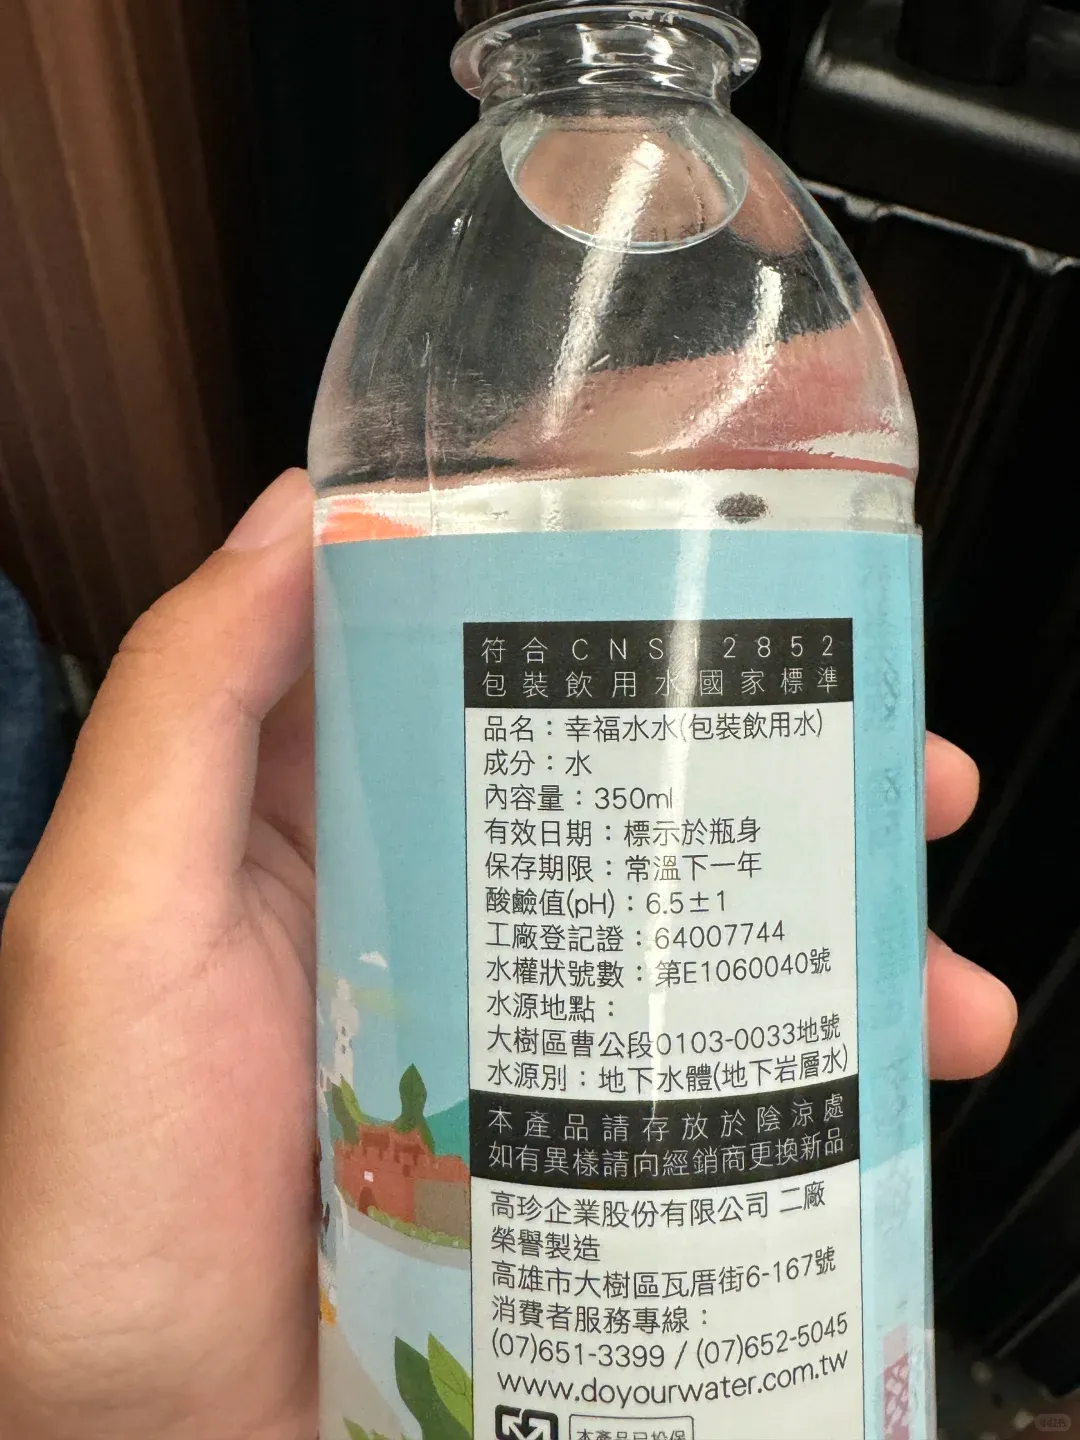 符合CNS12852
包裝飲用水國家標準
品名：幸福水水(包裝飲用水)
成分：水
內容量：350ml
有效日期：標示於瓶身
保存期限：常溫下一年
酸鹼值(pH)：6.5±1
工廠登記證：64007744
水權狀號數：第E1060040號
水源地點：
大樹區曹公段0103-0033地號
水源別：地下水體(地下岩層水)
本產品請存放於陰涼處
如有異樣請向經銷商更換新品
高珍企業股份有限公司 二廠
榮譽製造
高雄市大樹區瓦厝街6-167號
消費者服務專線：
(07)651-3399 / (07)652-5045
www.doyourwater.com.tw
本產品已投保